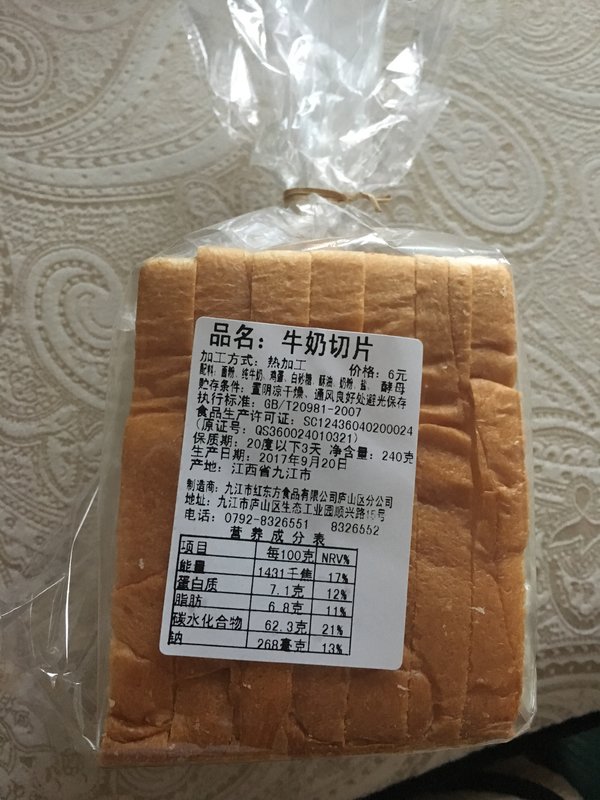 品名：牛奶切片
加工方式：热加工 价格：6元
配料：面粉、纯牛奶、鸡蛋、白砂糖、酥油、奶粉、盐、酵母
贮存条件：置阴凉干燥、通风良好处避光保存
执行标准：GB/T20981-2007
食品生产许可证：SC12436040200024
(原证号：QS360024010321)
保质期：20度以下3天 净含量：240克
生产日期：2017年9月20日
产地：江西省九江市
制造商：九江市红东方食品有限公司庐山区分公司
地址：九江市庐山区生态工业园顺兴路15号
电话：0792-8326551 8326552
营养成分表
项目 每100克 NRV%
能量 1431千焦 17%
蛋白质 7.1克 12%
脂肪 6.8克 11%
碳水化合物 62.3克 21%
钠 268毫克 13%